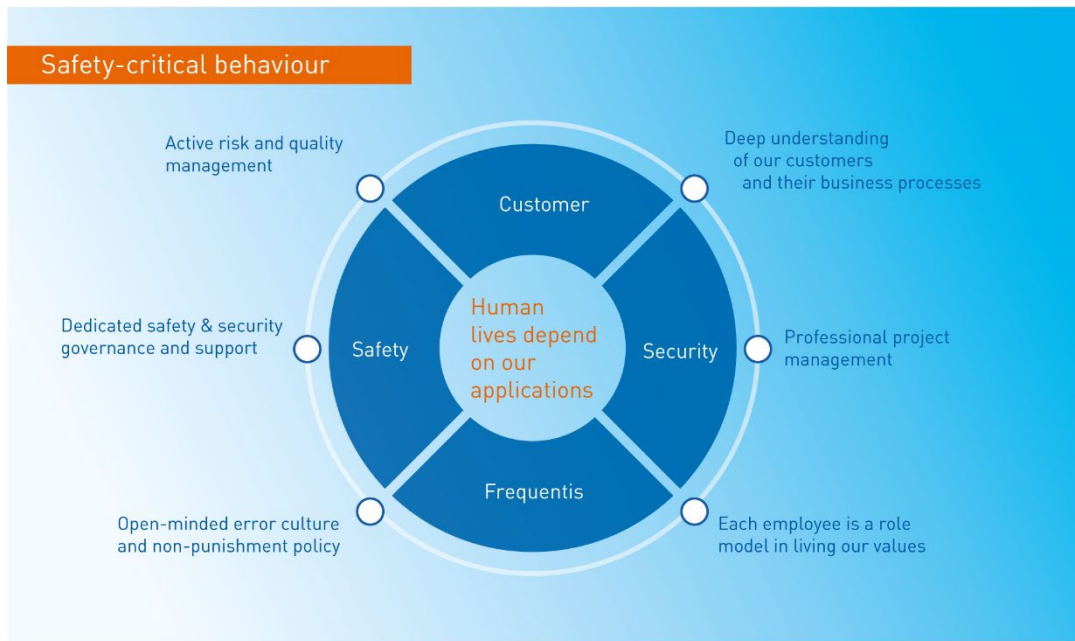 Safety-critical behaviour
Active risk and quality
management
Deep understanding
of our customers
and their business processes
Customer
Dedicated safety & security
governance and support
Safety
Human
lives depend
on our
applications
Security
Professional project
management
Frequentis
Open-minded error culture
and non-punishment policy
Each employee is a role
model in living our values